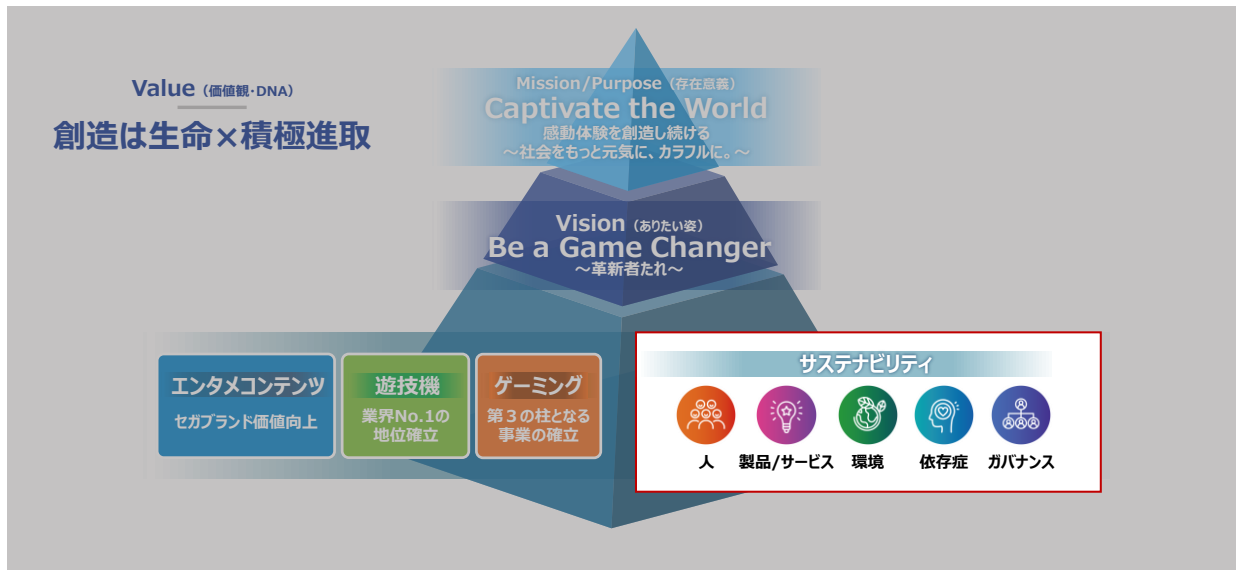 Value（価値観・DNA）
創造は生命×積極進取
Mission/Purpose（存在意義）
Captivate the World
感動体験を創造し続ける
～社会をもっと元気に、カラフルに。～
Vision（ありたい姿）
Be a Game Changer
～革新者たれ～
エンタメコンテンツ
セガブランド価値向上
遊技機
業界No.1の
地位確立
ゲーミング
第３の柱となる
事業の確立
サステナビリティ
人
製品/サービス
環境
依存症
ガバナンス